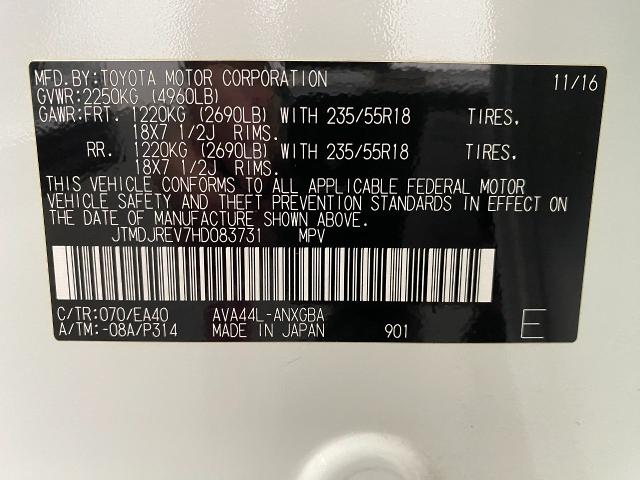 MFD.BY:TOYOTA MOTOR CORPORATION 11/16
GVWR:2250KG (4960LB)
GAWR:FRT. 1220KG (2690LB) WITH 235/55R18 TIRES.
18X7 1/2J RIMS.
RR. 1220KG (2690LB) WITH 235/55R18 TIRES.
18X7 1/2J RIMS.
THIS VEHICLE CONFORMS TO ALL APPLICABLE FEDERAL MOTOR
VEHICLE SAFETY AND THEFT PREVENTION STANDARDS IN EFFECT ON
THE DATE OF MANUFACTURE SHOWN ABOVE.
JTMDJREV7HD083731 MPV
C/TR:070/EA40 AVA44L-ANXGBA
A/TM:-08A/P314 MADE IN JAPAN 901 E